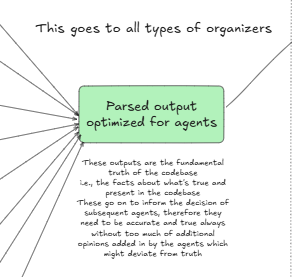 This goes to all types of organizers
Parsed output
optimized for agents
These outputs are the fundamental
truth of the codebase
i.e., the facts about what's true and
present in the codebase
These go on to inform the decision of
subsequent agents, therefore they
need to be accurate and true always
without too much of additional
opinions added in by the agents which
might deviate from truth